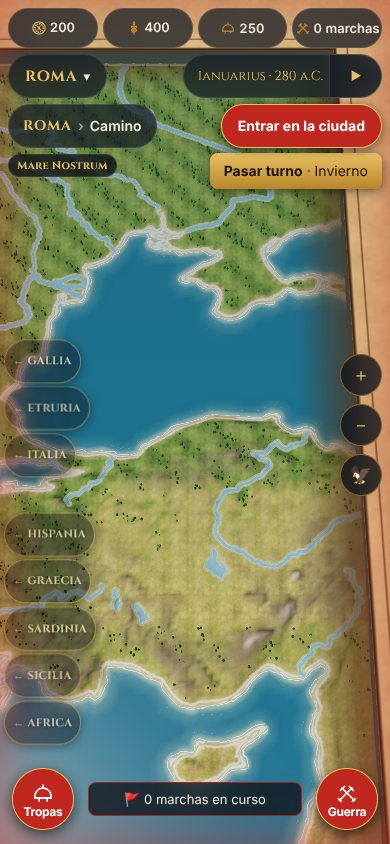 200
400
250
0 marchas
ROMA ▾
IANUARIUS · 280 A.C.
ROMA › Camino
Entrar en la ciudad
MARE NOSTRUM
Pasar turno · Invierno
← GALLIA
← ETRURIA
← ITALIA
← HISPANIA
← GRAECIA
← SARDINIA
← SICILIA
← AFRICA
+
−
Tropas
0 marchas en curso
Guerra